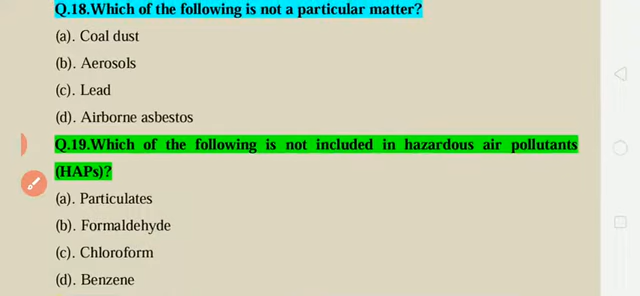 Q.18.Which of the following is not a particular matter?
(a). Coal dust
(b). Aerosols
(c). Lead
(d). Airborne asbestos
Q.19.Which of the following is not included in hazardous air pollutants
(HAPs)?
(a). Particulates
(b). Formaldehyde
(c). Chloroform
(d). Benzene